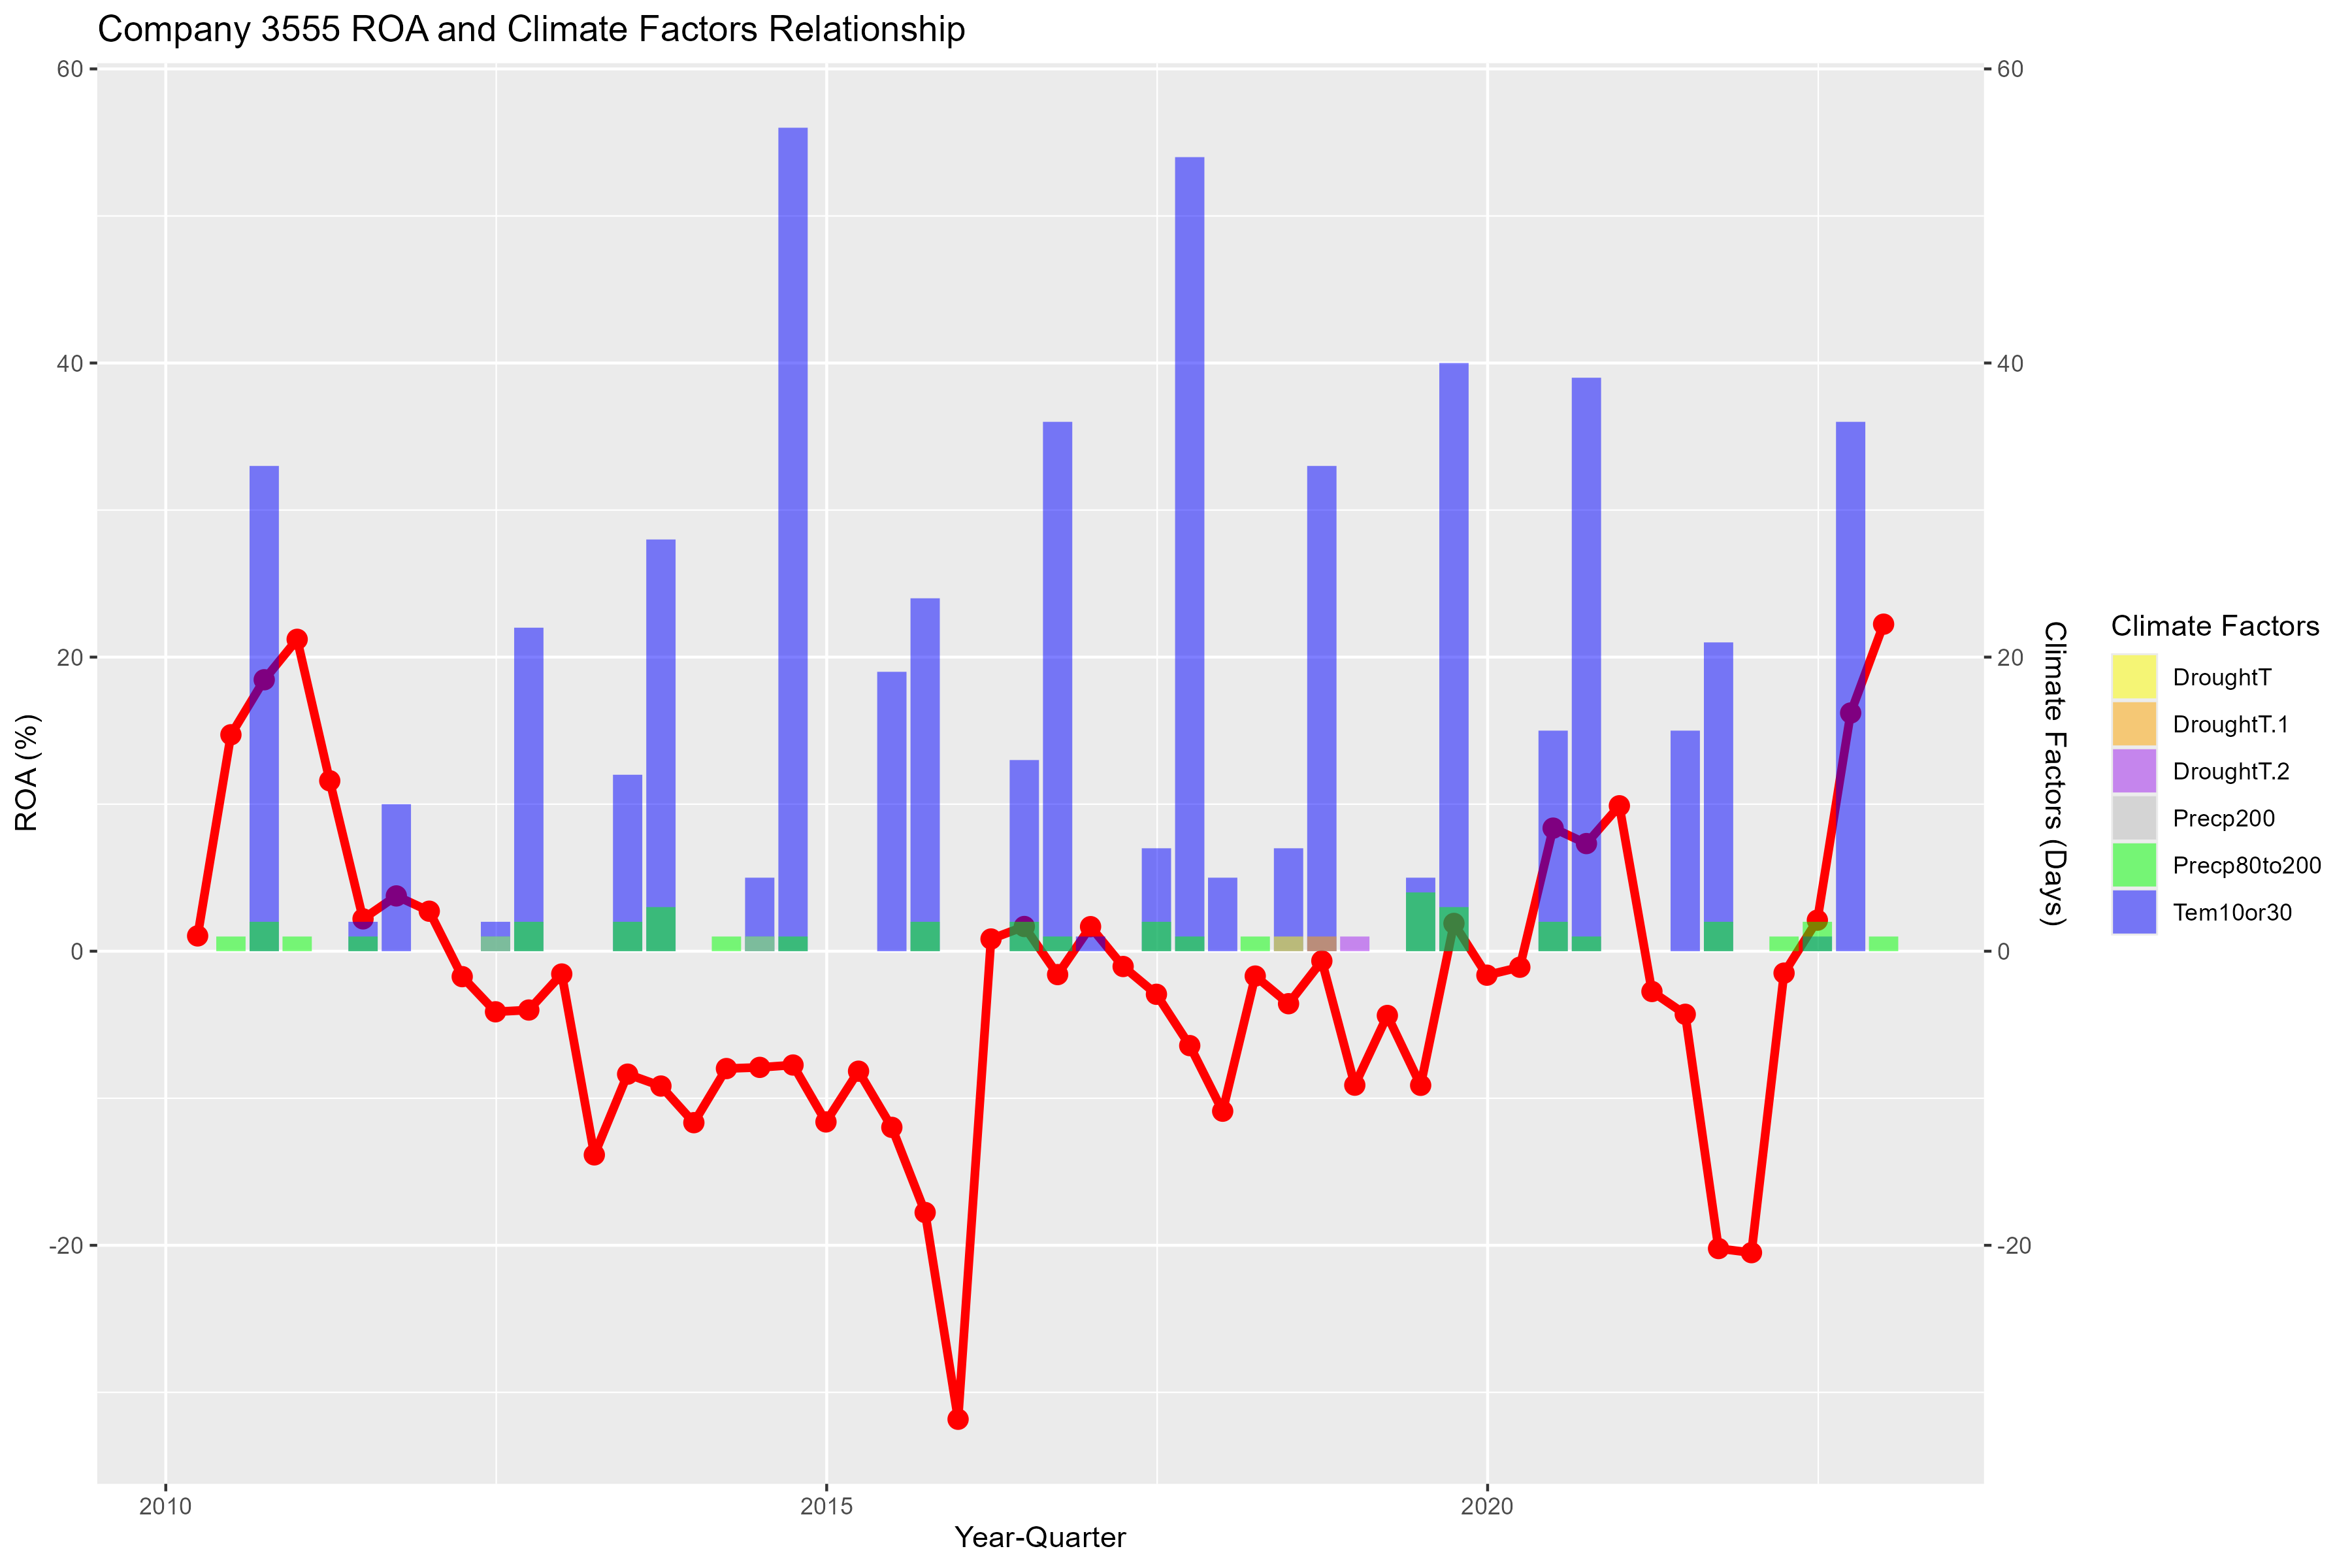 Company 3555 ROA and Climate Factors Relationship
60
40
20
0
-20
ROA (%)
60
40
20
0
-20
Climate Factors (Days)
2010
2015
2020
Year-Quarter
Climate Factors
DroughtT
DroughtT.1
DroughtT.2
Precp200
Precp80to200
Tem10or30